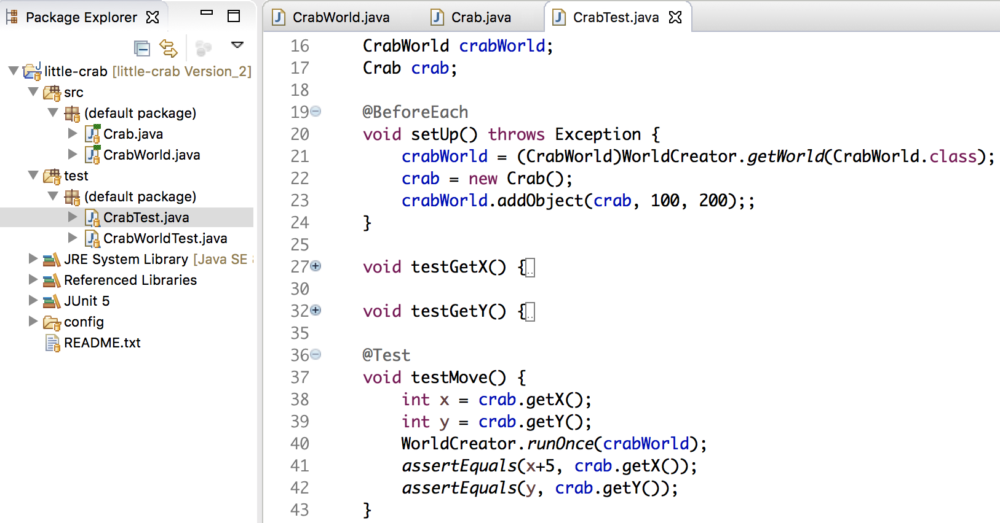 Package Explorer
little-crab [little-crab Version_2]
src
(default package)
Crab.java
CrabWorld.java
test
(default package)
CrabTest.java
CrabWorldTest.java
JRE System Library [Java SE
Referenced Libraries
JUnit 5
config
README.txt
CrabWorld.java Crab.java CrabTest.java
16 CrabWorld crabWorld;
17 Crab crab;
18
19 @BeforeEach
20 void setUp() throws Exception {
21 crabWorld = (CrabWorld)WorldCreator.getWorld(CrabWorld.class);
22 crab = new Crab();
23 crabWorld.addObject(crab, 100, 200);;
24 }
25
27 void testGetX() {..
30
32 void testGetY() {..
35
36 @Test
37 void testMove() {
38 int x = crab.getX();
39 int y = crab.getY();
40 WorldCreator.runOnce(crabWorld);
41 assertEquals(x+5, crab.getX());
42 assertEquals(y, crab.getY());
43 }